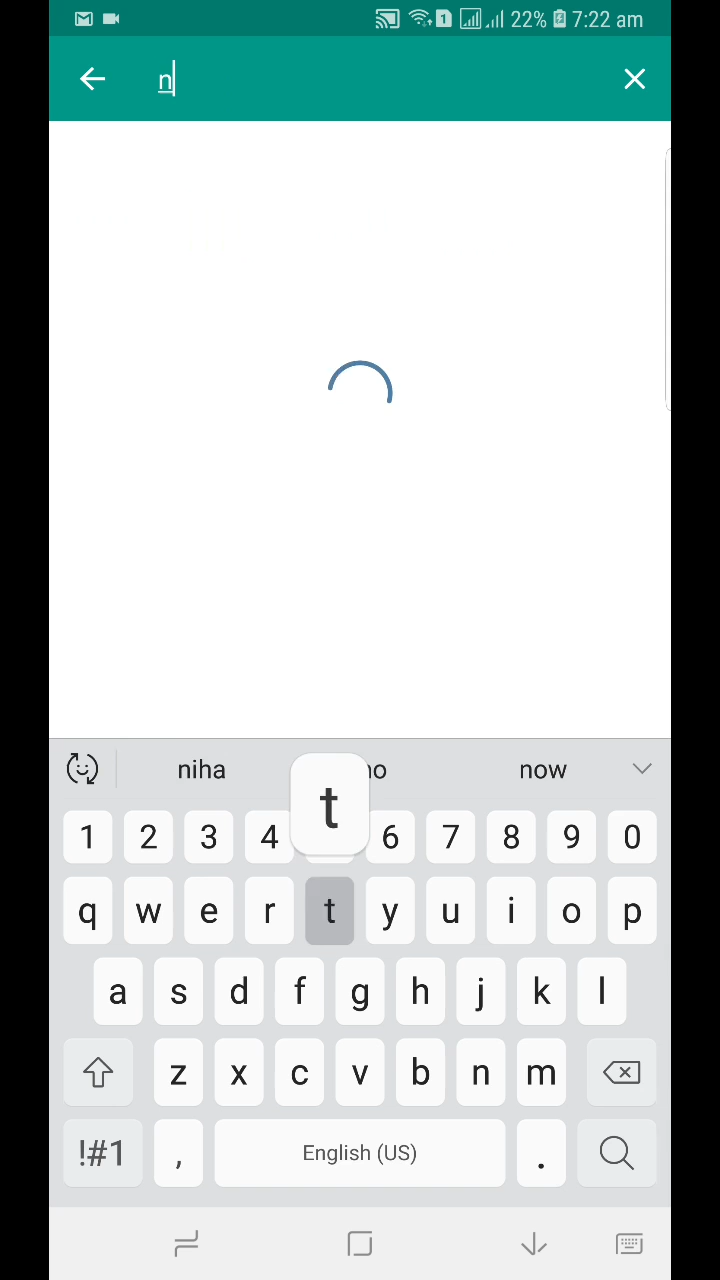 1 22% 7:22 am
n
niha no now
t
1 2 3 4 6 7 8 9 0
q w e r t y u i o p
a s d f g h j k l
z x c v b n m
!#1 , English (US) .